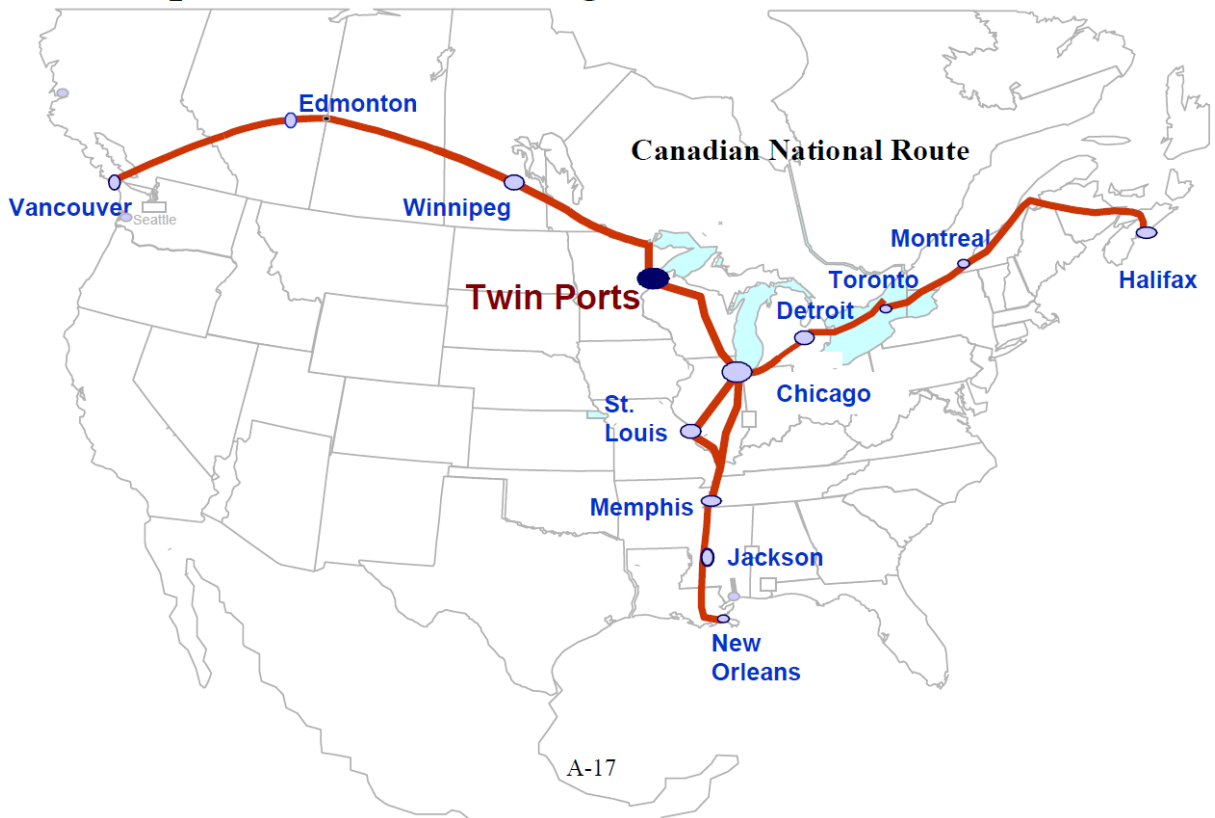 Edmonton
Canadian National Route
Vancouver
Seattle
Winnipeg
Montreal
Halifax
Toronto
Twin Ports
Detroit
Chicago
St.
Louis
Memphis
Jackson
New
Orleans
A-17